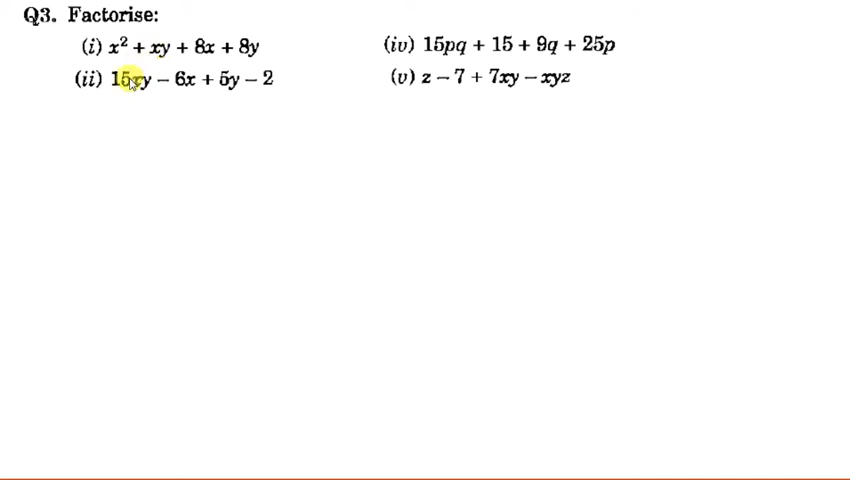 Q3. Factorise:
(i) x² + xy + 8x + 8y
(ii) 15xy – 6x + 5y – 2
(iv) 15pq + 15 + 9q + 25p
(v) z – 7 + 7xy – xyz